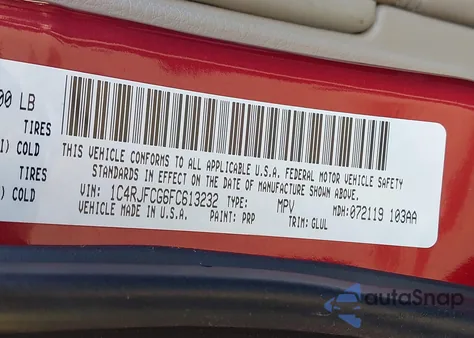 00 LB
TIRES
I) COLD
TIRES
) COLD
THIS VEHICLE CONFORMS TO ALL APPLICABLE U.S.A. FEDERAL MOTOR VEHICLE SAFETY
STANDARDS IN EFFECT ON THE DATE OF MANUFACTURE SHOWN ABOVE.
VIN: 1C4RJFCG6FC613232 TYPE: MPV MDH: 072119 103AA
VEHICLE MADE IN U.S.A. PAINT: PRP TRIM: GLUL
autaSnap